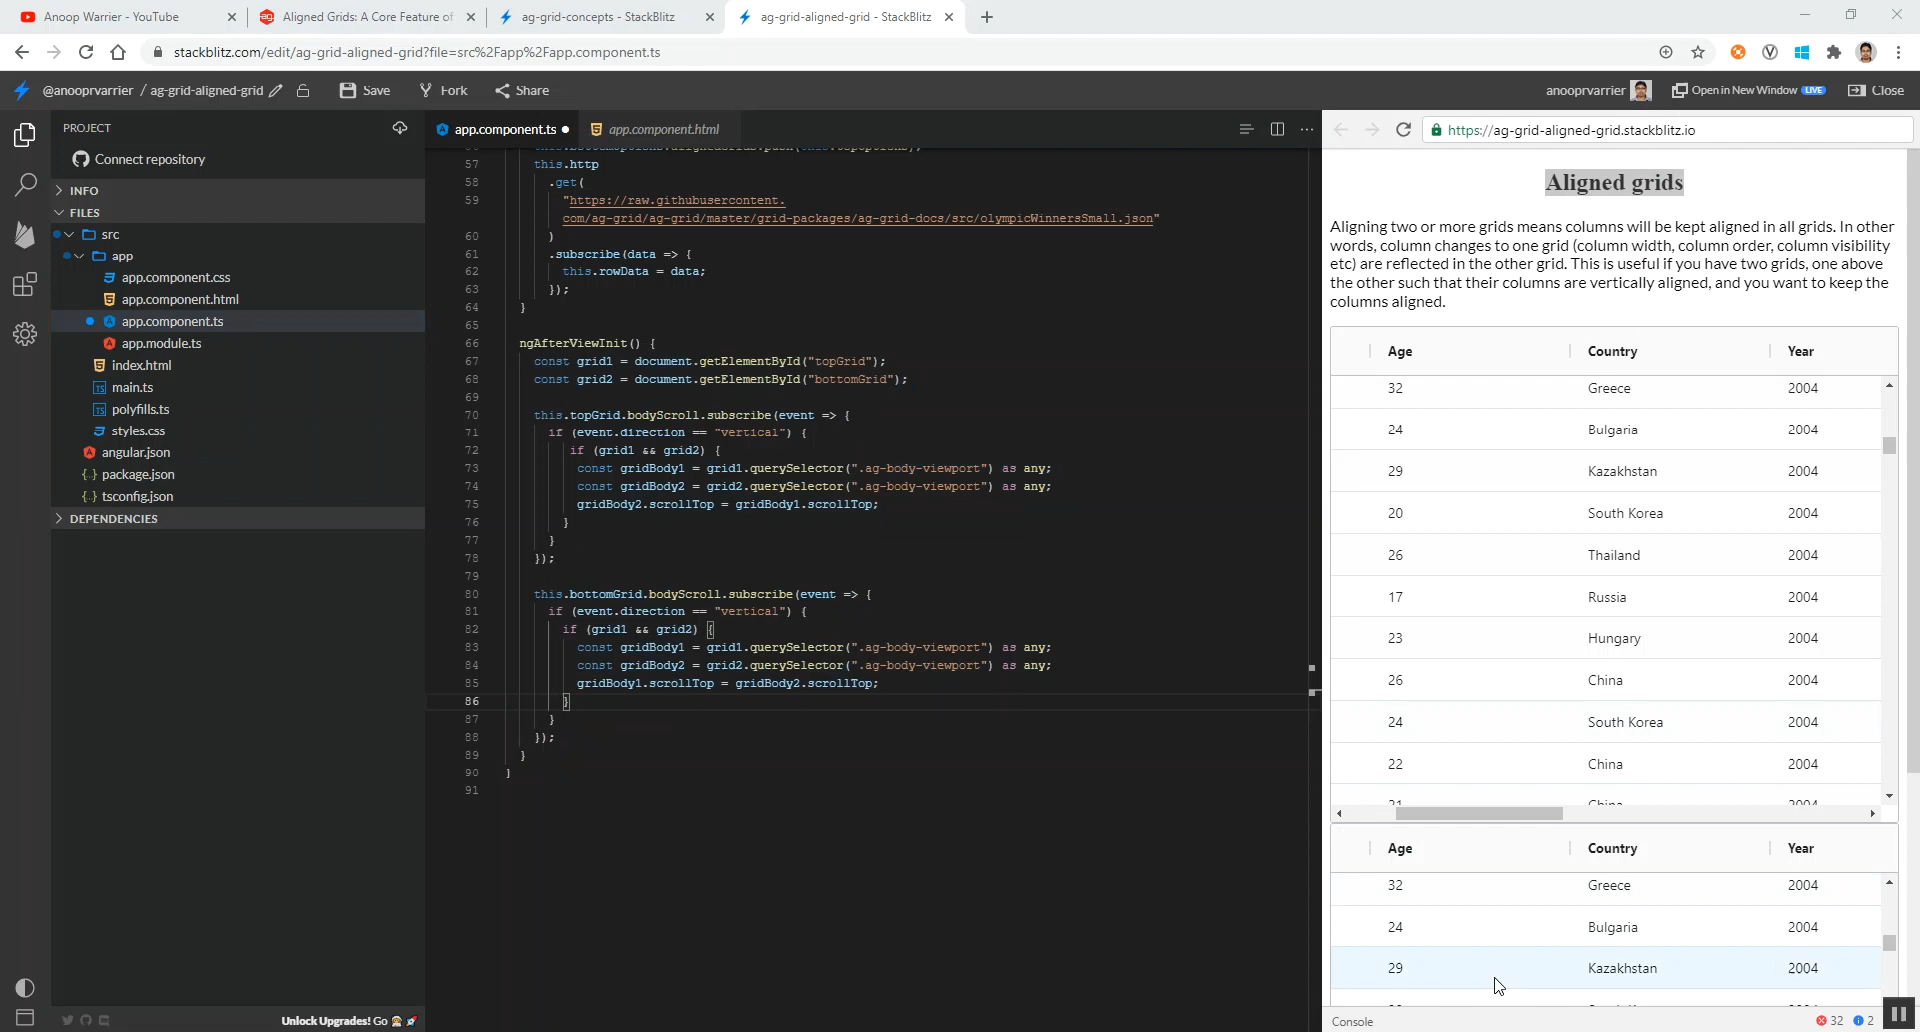 Anoop Warrier - YouTube
Aligned Grids: A Core Feature of
ag-grid-concepts - StackBlitz
ag-grid-aligned-grid - StackBlitz
stackblitz.com/edit/ag-grid-aligned-grid?file=src%2Fapp%2Fapp.component.ts
@anooprvarrier / ag-grid-aligned-grid Save Fork Share
anooprvarrier Open in New Window LIVE Close
PROJECT
Connect repository
INFO
FILES
src
app
app.component.css
app.component.html
app.component.ts
app.module.ts
index.html
main.ts
polyfills.ts
styles.css
angular.json
package.json
tsconfig.json
DEPENDENCIES
Unlock Upgrades! Go
app.component.ts
app.component.html
57 this.http
58 .get(
59 "https://raw.githubusercontent.
com/ag-grid/ag-grid/master/grid-packages/ag-grid-docs/src/olympicWinnersSmall.json"
60 )
61 .subscribe(data => {
62 this.rowData = data;
63 });
64 }
65
66 ngAfterViewInit() {
67 const grid1 = document.getElementById("topGrid");
68 const grid2 = document.getElementById("bottomGrid");
69
70 this.topGrid.bodyScroll.subscribe(event => {
71 if (event.direction == "vertical") {
72 if (grid1 && grid2) {
73 const gridBody1 = grid1.querySelector(".ag-body-viewport") as any;
74 const gridBody2 = grid2.querySelector(".ag-body-viewport") as any;
75 gridBody2.scrollTop = gridBody1.scrollTop;
76 }
77 }
78 });
79
80 this.bottomGrid.bodyScroll.subscribe(event => {
81 if (event.direction == "vertical") {
82 if (grid1 && grid2) {
83 const gridBody1 = grid1.querySelector(".ag-body-viewport") as any;
84 const gridBody2 = grid2.querySelector(".ag-body-viewport") as any;
85 gridBody1.scrollTop = gridBody2.scrollTop;
86 }
87 }
88 });
89 }
90 }
91
https://ag-grid-aligned-grid.stackblitz.io
Aligned grids
Aligning two or more grids means columns will be kept aligned in all grids. In other
words, column changes to one grid (column width, column order, column visibility
etc) are reflected in the other grid. This is useful if you have two grids, one above
the other such that their columns are vertically aligned, and you want to keep the
columns aligned.
Age Country Year
32 Greece 2004
24 Bulgaria 2004
29 Kazakhstan 2004
20 South Korea 2004
26 Thailand 2004
17 Russia 2004
23 Hungary 2004
26 China 2004
24 South Korea 2004
22 China 2004
21 China 2004
Age Country Year
32 Greece 2004
24 Bulgaria 2004
29 Kazakhstan 2004
Console 32 2